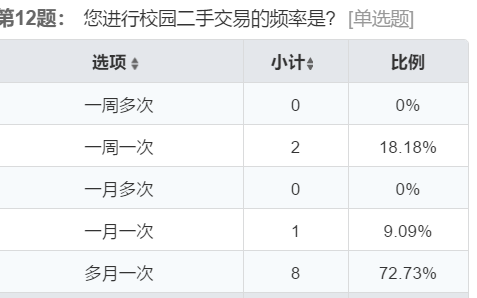 第12题： 您进行校园二手交易的频率是? [单选题]
选项 小计 比例
一周多次 0 0%
一周一次 2 18.18%
一月多次 0 0%
一月一次 1 9.09%
多月一次 8 72.73%